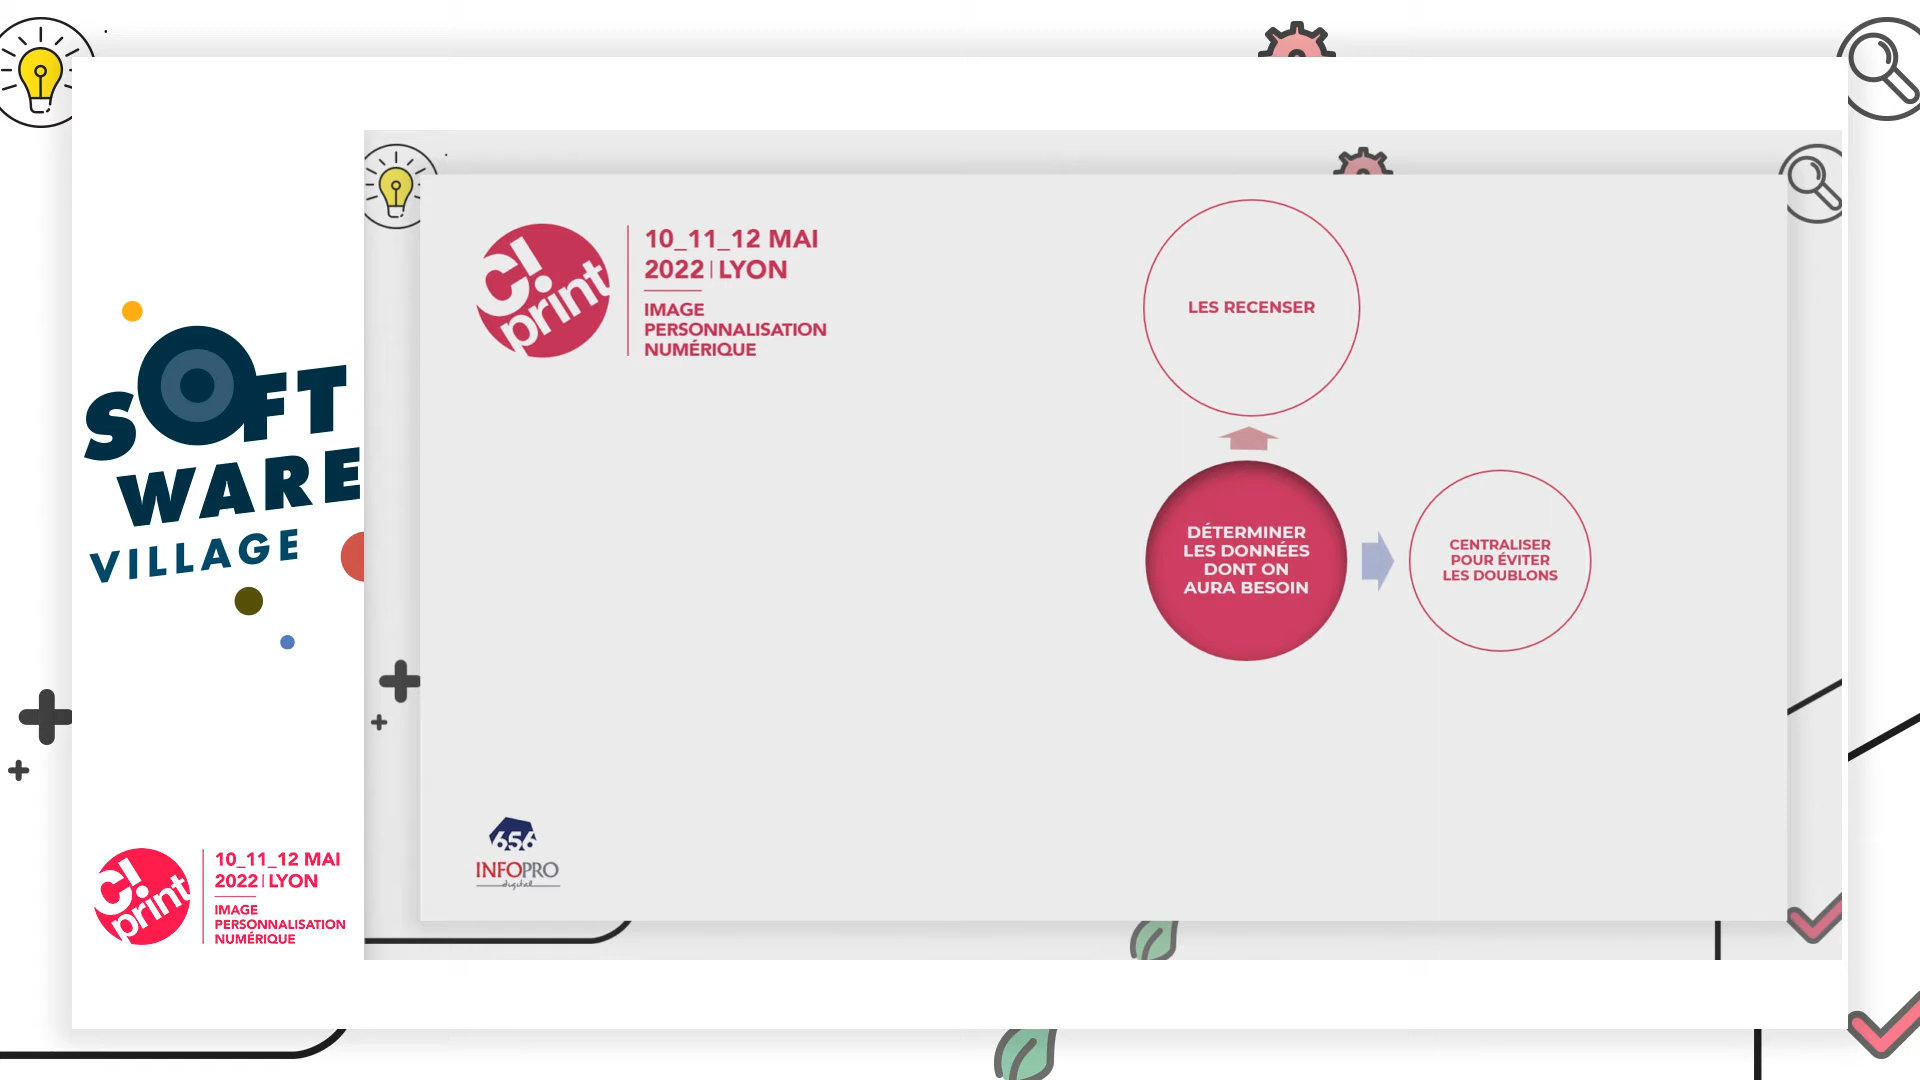 SOFT
WARE
VILLAGE
C!
print
10_11_12 MAI
2022 | LYON
IMAGE
PERSONNALISATION
NUMÉRIQUE
C!
print
10_11_12 MAI
2022 | LYON
IMAGE
PERSONNALISATION
NUMÉRIQUE
LES RECENSER
DÉTERMINER
LES DONNÉES
DONT ON
AURA BESOIN
CENTRALISER
POUR ÉVITER
LES DOUBLONS
656
INFOPRO
digital